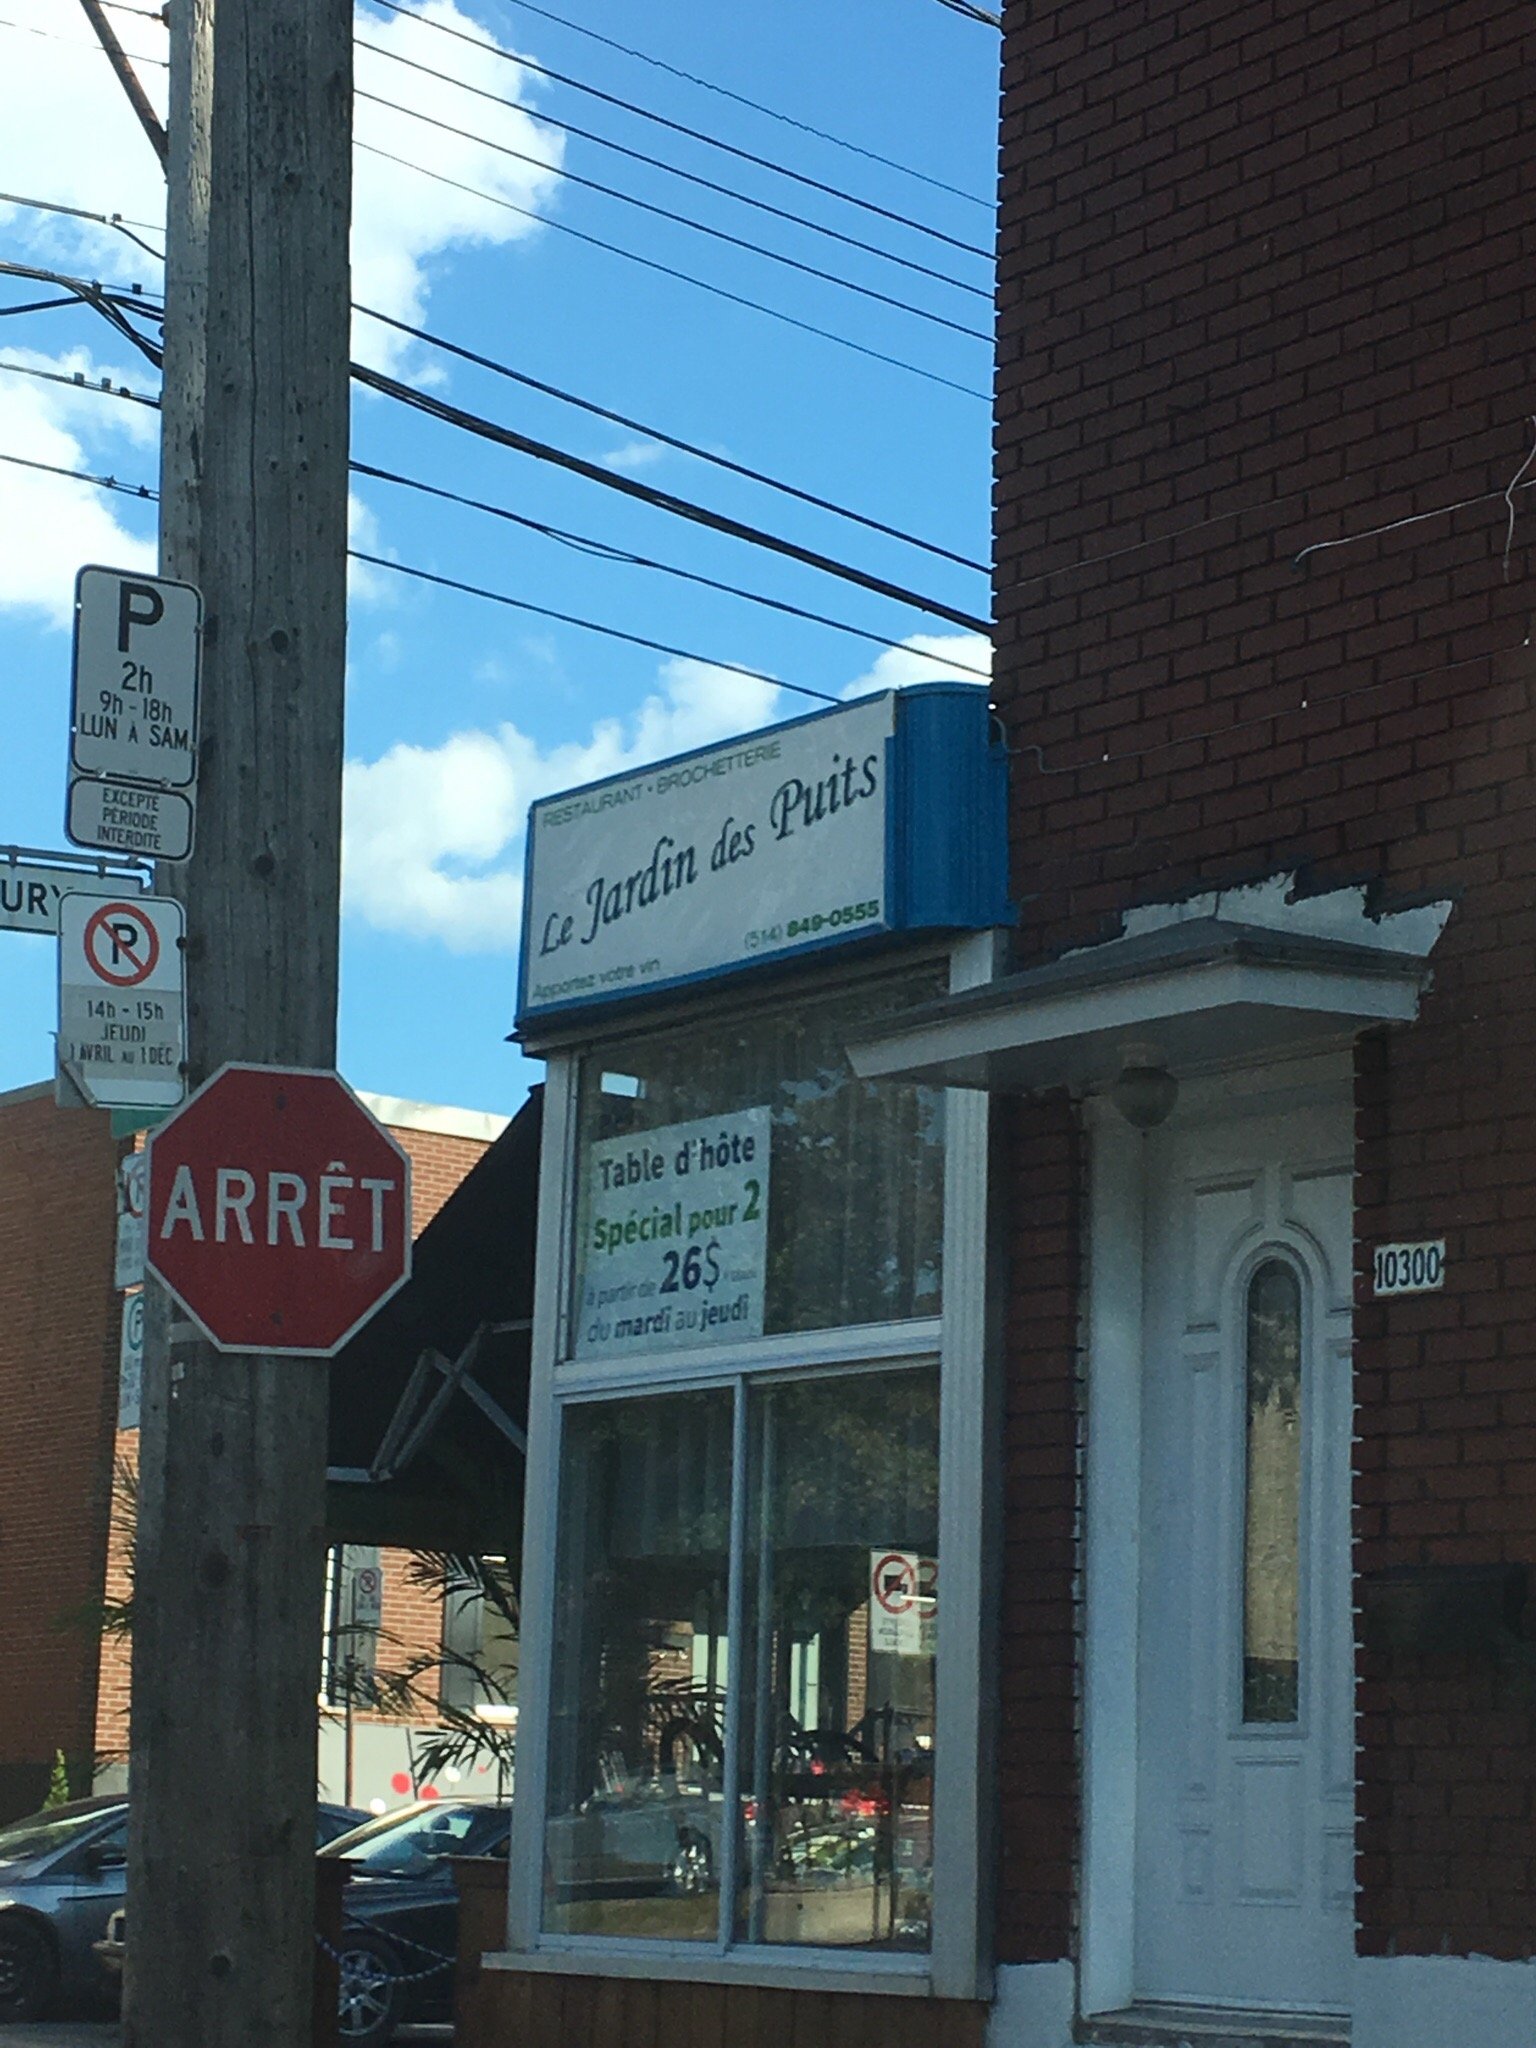 P
2h
9h - 18h
LUN À SAM
EXCEPTÉ
PÉRIODE
INTERDITE
URY
P
14h - 15h
JEUDI
1 AVRIL AU 1 DEC
ARRÊT
RESTAURANT • BROCHETTERIE
Le Jardin des Puits
(514) 849-0555
Apportez votre vin
Table d'hôte
Spécial pour 2
à partir de 26$
du mardi au jeudi
10300